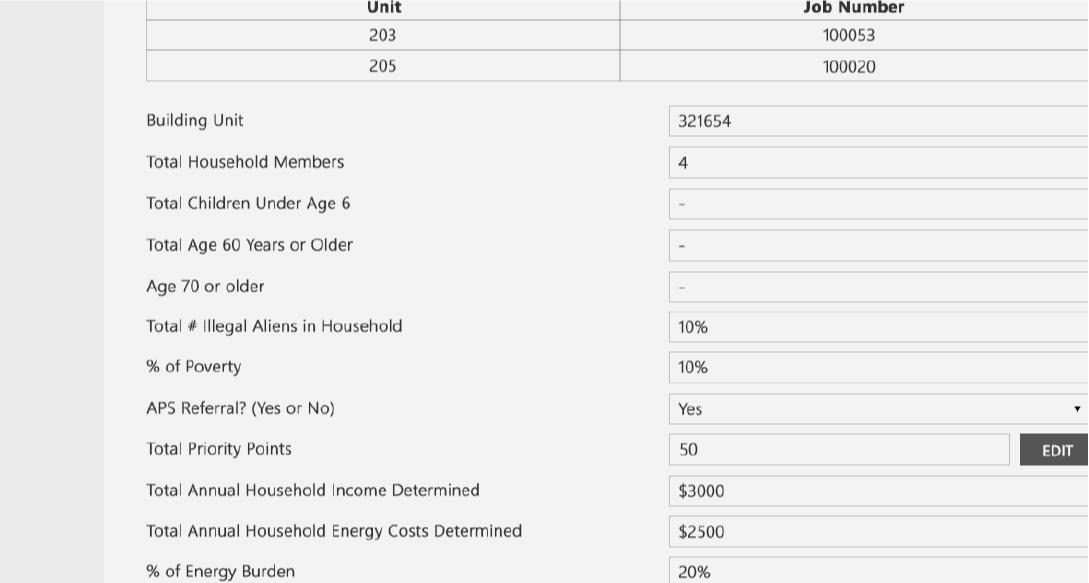 Unit Job Number
203 100053
205 100020
Building Unit 321654
Total Household Members 4
Total Children Under Age 6 -
Total Age 60 Years or Older -
Age 70 or older -
Total # Illegal Aliens in Household 10%
% of Poverty 10%
APS Referral? (Yes or No) Yes
Total Priority Points 50 EDIT
Total Annual Household Income Determined $3000
Total Annual Household Energy Costs Determined $2500
% of Energy Burden 20%